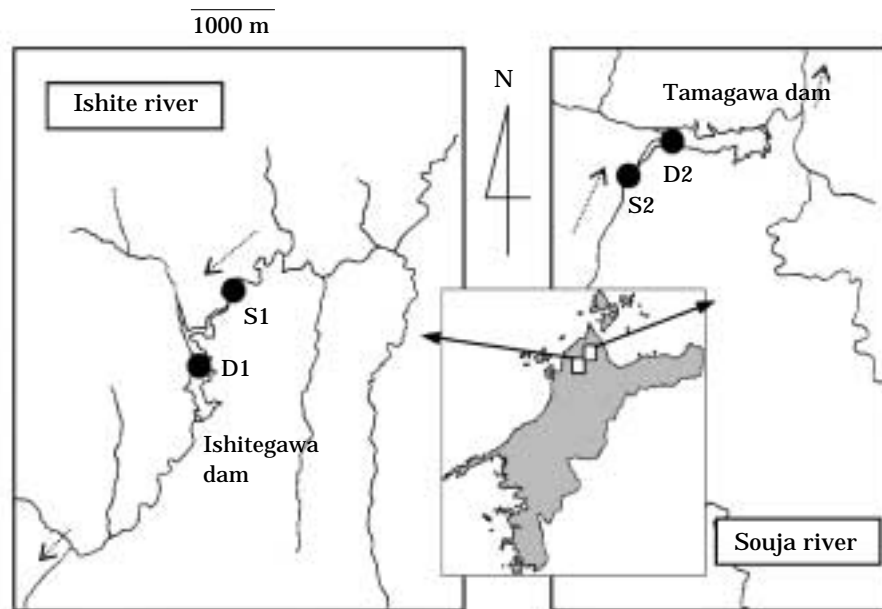 1000 m
Ishite river
N
Tamagawa dam
D2
S2
S1
D1
Ishitegawa
dam
Souja river